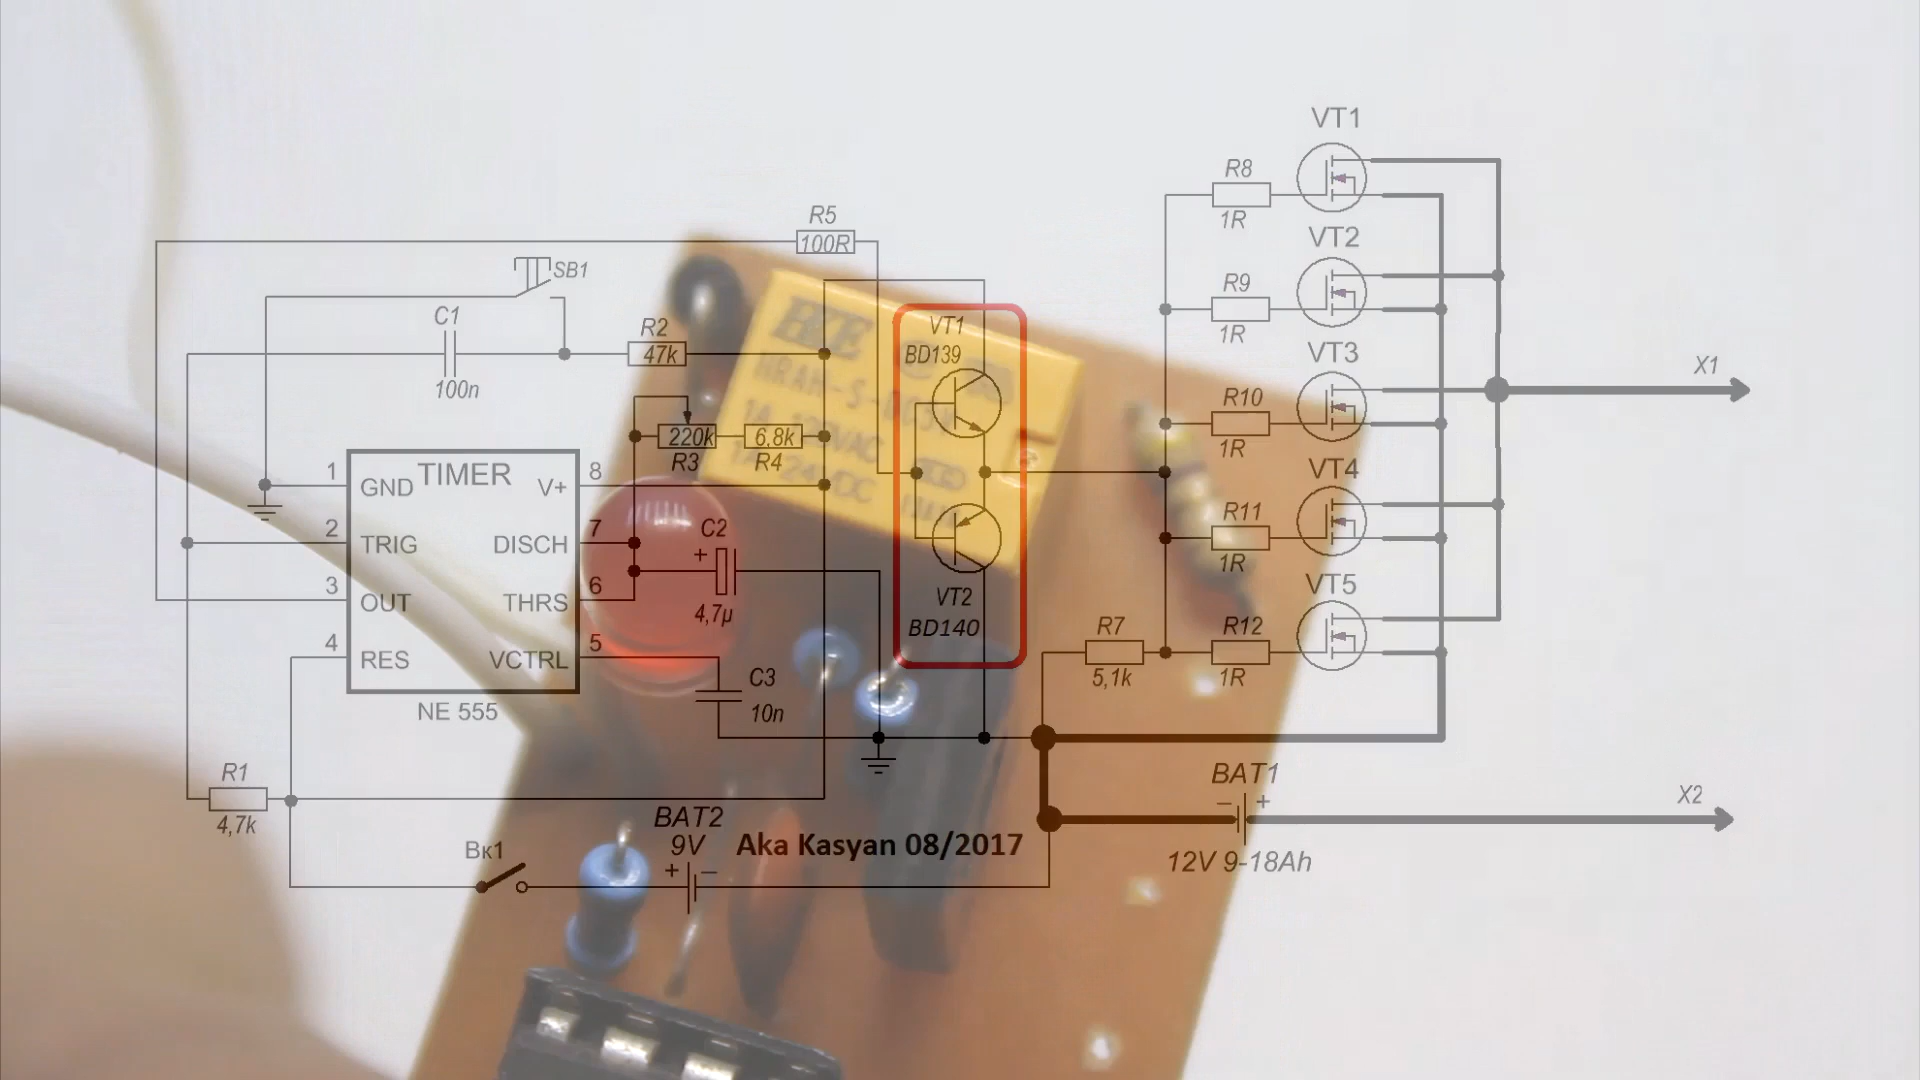 VT1
R8
1R
VT2
R9
1R
VT3
R10
1R
VT4
R11
1R
VT5
R12
1R
R7
5,1k
X1
X2
R5
100R
SB1
C1
100n
R2
47k
VT1
BD139
220k
R3
6,8k
R4
TIMER
1
GND
2
TRIG
3
OUT
4
RES
8
V+
7
DISCH
6
THRS
5
VCTRL
NE 555
+
C2
4,7µ
VT2
BD140
C3
10n
R1
4,7k
Вк1
BAT2
9V
+ −
Aka Kasyan 08/2017
BAT1
− +
12V 9-18Ah